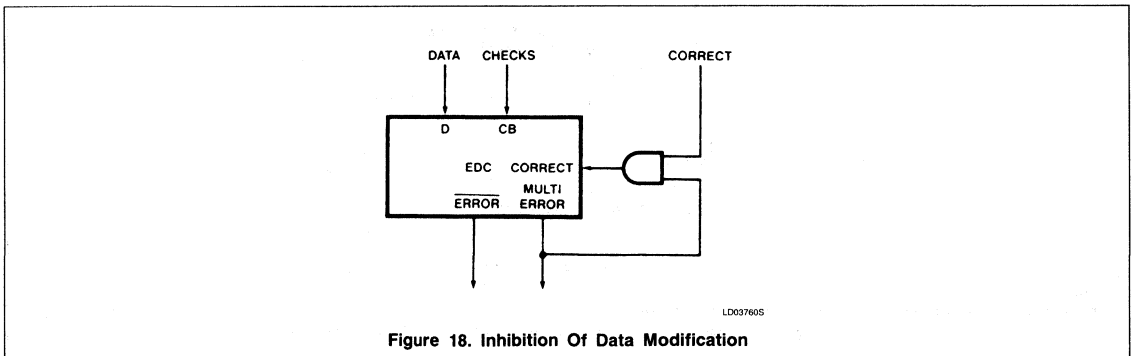 DATA CHECKS CORRECT
D CB
EDC CORRECT
MULTI
ERROR ERROR
LD03760S
Figure 18. Inhibition Of Data Modification